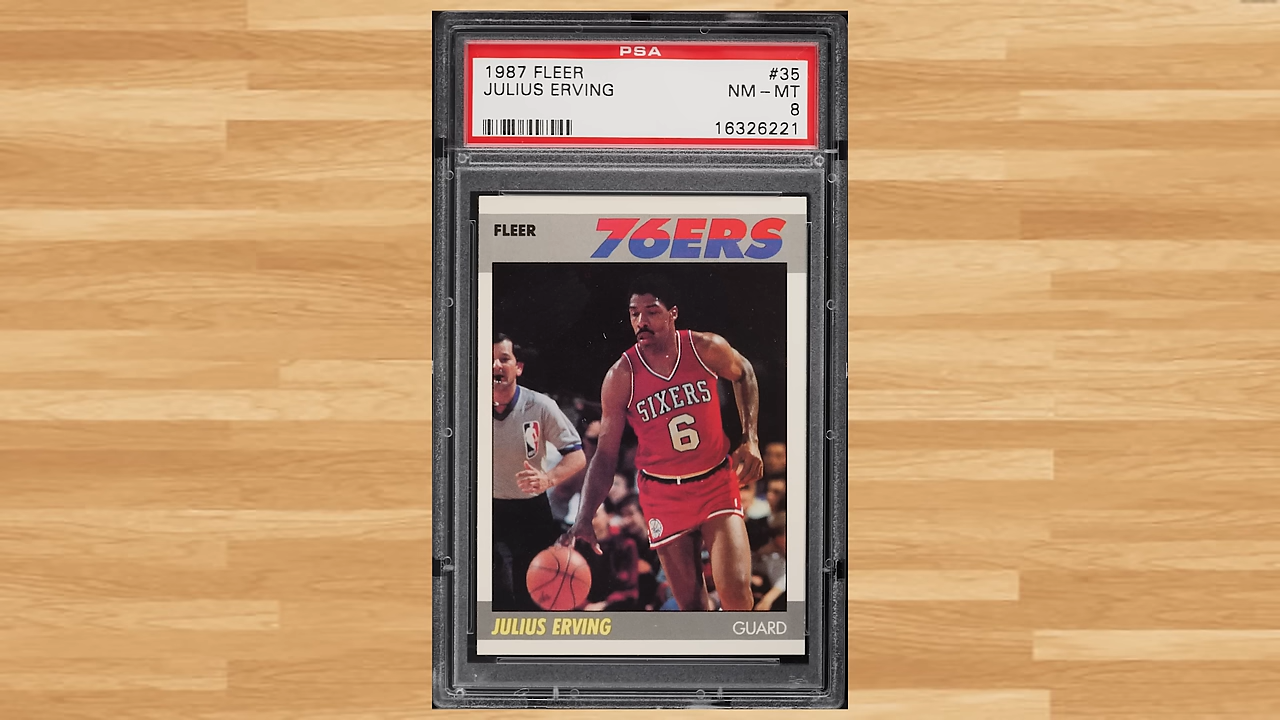 PSA
1987 FLEER #35
JULIUS ERVING NM-MT
8
16326221
FLEER 76ERS
SIXERS
6
JULIUS ERVING GUARD